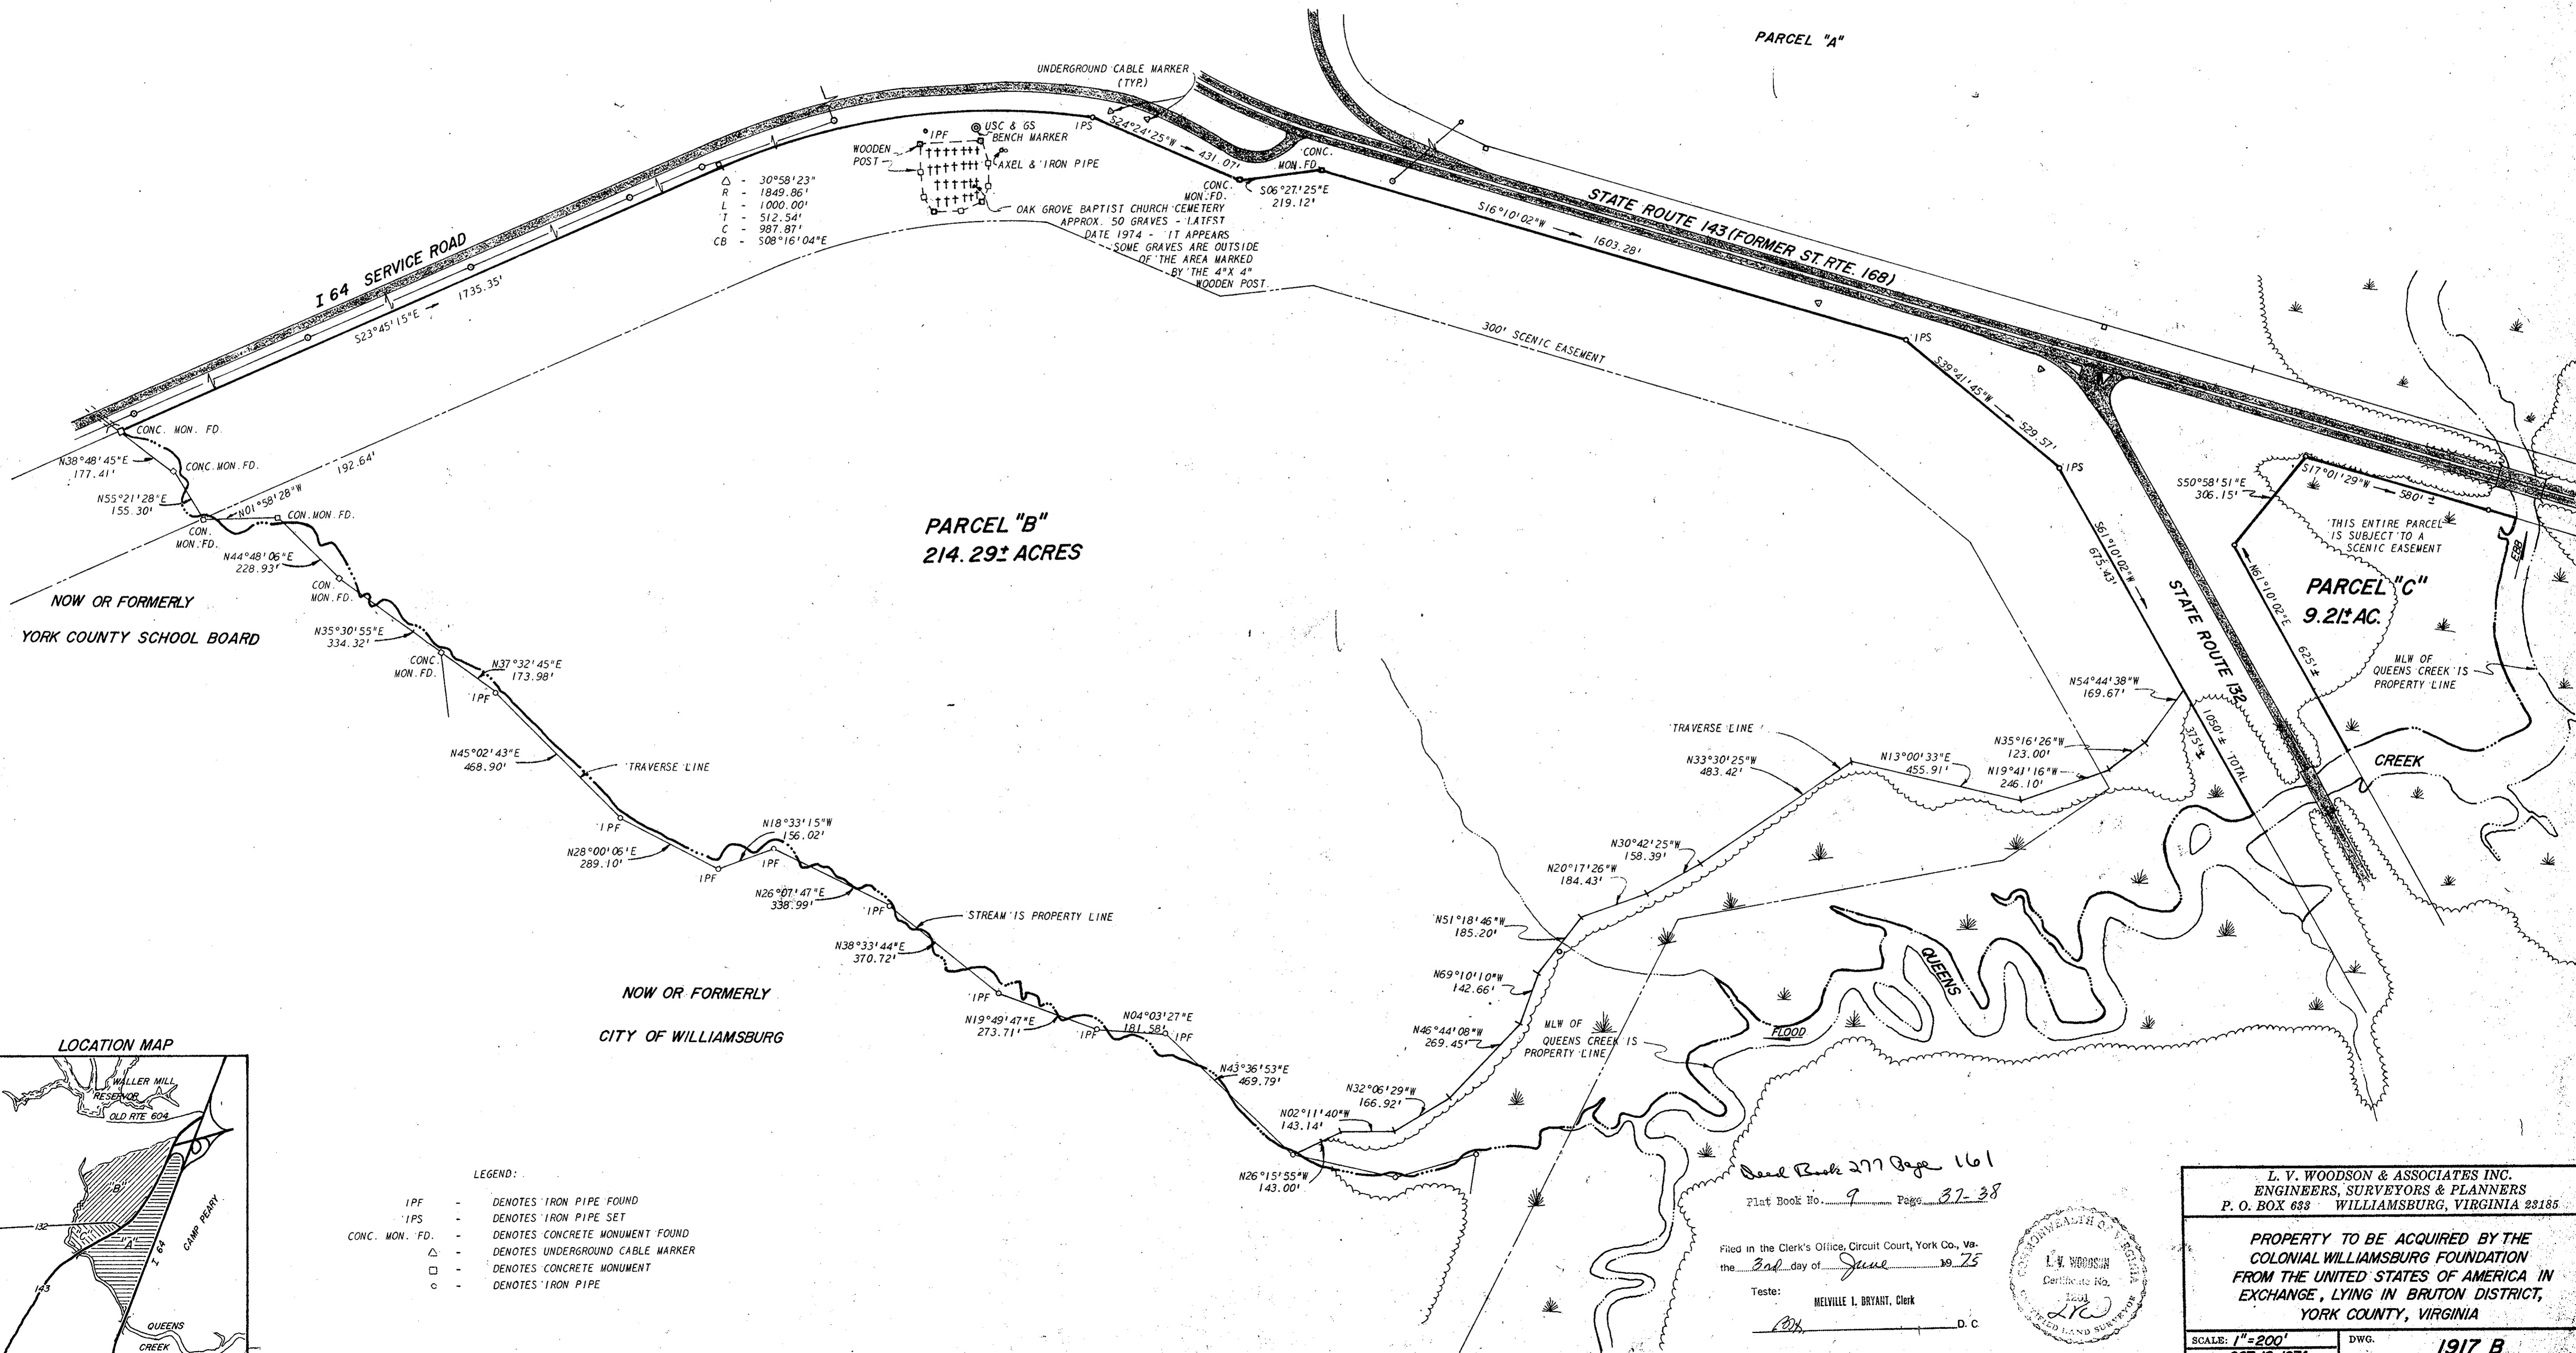 PARCEL "A"
UNDERGROUND CABLE MARKER
(TYP.)
IPF
USC & GS
BENCH MARKER
IPS
S24°24'25"W
431.07'
WOODEN
POST
AXEL & IRON PIPE
CONC.
MON. FD.
CONC.
MON. FD.
S06°27'25"E
219.12'
Δ - 30°58'23"
R - 1849.86'
L - 1000.00'
T - 512.54'
C - 987.87'
CB - S08°16'04"E
OAK GROVE BAPTIST CHURCH CEMETERY
APPROX. 50 GRAVES - LATEST
DATE 1974 - IT APPEARS
SOME GRAVES ARE OUTSIDE
OF THE AREA MARKED
BY THE 4"X 4"
WOODEN POST.
STATE ROUTE 143 (FORMER ST. RTE. 168)
S16°10'02"W
1603.28'
I 64 SERVICE ROAD
S23°45'15"E
1735.35'
300' SCENIC EASEMENT
IPS
S39°41'45"W
529.57'
IPS
CONC. MON. FD.
N38°48'45"E
177.41'
CONC. MON. FD.
192.64'
N55°21'28"E
155.30'
N01°58'28"W
CON. MON. FD.
CON.
MON. FD.
N44°48'06"E
228.93'
CON.
MON. FD.
NOW OR FORMERLY
YORK COUNTY SCHOOL BOARD
N35°30'55"E
334.32'
CONC.
MON. FD.
N37°32'45"E
173.98'
IPF
PARCEL "B"
214.29± ACRES
S61°10'02"W
675.43'
STATE ROUTE 132
S50°58'51"E
306.15'
S17°01'29"W
580' ±
THIS ENTIRE PARCEL
IS SUBJECT TO A
SCENIC EASEMENT
EBB
N61°10'02"E
625'±
PARCEL "C"
9.21± AC.
MLW OF
QUEENS CREEK IS
PROPERTY LINE
N54°44'38"W
169.67'
1050'± TOTAL
375'±
CREEK
TRAVERSE LINE
N33°30'25"W
483.42'
N13°00'33"E
455.91'
N35°16'26"W
123.00'
N19°41'16"W
246.10'
N45°02'43"E
468.90'
TRAVERSE LINE
IPF
N28°00'06"E
289.10'
IPF
N18°33'15"W
156.02'
IPF
N26°07'47"E
338.99'
IPF
STREAM IS PROPERTY LINE
N38°33'44"E
370.72'
IPF
N19°49'47"E
273.71'
IPF
N04°03'27"E
181.58'
IPF
N43°36'53"E
469.79'
N30°42'25"W
158.39'
N20°17'26"W
184.43'
N51°18'46"W
185.20'
N69°10'10"W
142.66'
N46°44'08"W
269.45'
N32°06'29"W
166.92'
N02°11'40"W
143.14'
N26°15'55"W
143.00'
MLW OF
QUEENS CREEK IS
PROPERTY LINE
FLOOD
QUEENS
NOW OR FORMERLY
CITY OF WILLIAMSBURG
LOCATION MAP
WALLER MILL
RESERVOR
OLD RTE 604
"B"
132
"C"
"A"
I 64
CAMP PEARY
143
QUEENS
CREEK
LEGEND:
IPF - DENOTES IRON PIPE FOUND
IPS - DENOTES IRON PIPE SET
CONC. MON. FD. - DENOTES CONCRETE MONUMENT FOUND
Δ - DENOTES UNDERGROUND CABLE MARKER
□ - DENOTES CONCRETE MONUMENT
○ - DENOTES IRON PIPE
Deed Book 277 Page 161
Plat Book No. 9 Page 37-38
Filed in the Clerk's Office, Circuit Court, York Co., Va.
the 3rd day of June 1975
Teste:
MELVILLE I. BRYANT, Clerk
D. C.
COMMONWEALTH OF VIRGINIA
L. V. WOODSON
Certificate No.
1201
CERTIFIED LAND SURVEYOR
L. V. WOODSON & ASSOCIATES INC.
ENGINEERS, SURVEYORS & PLANNERS
P. O. BOX 633 WILLIAMSBURG, VIRGINIA 23185
PROPERTY TO BE ACQUIRED BY THE
COLONIAL WILLIAMSBURG FOUNDATION
FROM THE UNITED STATES OF AMERICA IN
EXCHANGE, LYING IN BRUTON DISTRICT,
YORK COUNTY, VIRGINIA
SCALE: 1"=200'
DWG. 1917 B